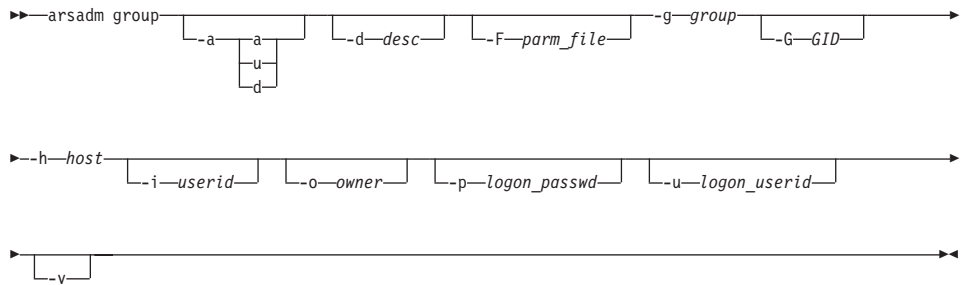 arsadm group -a a -d desc -F parm_file -g group -G GID
u
d
-h host -i userid -o owner -p logon_passwd -u logon_userid
-v